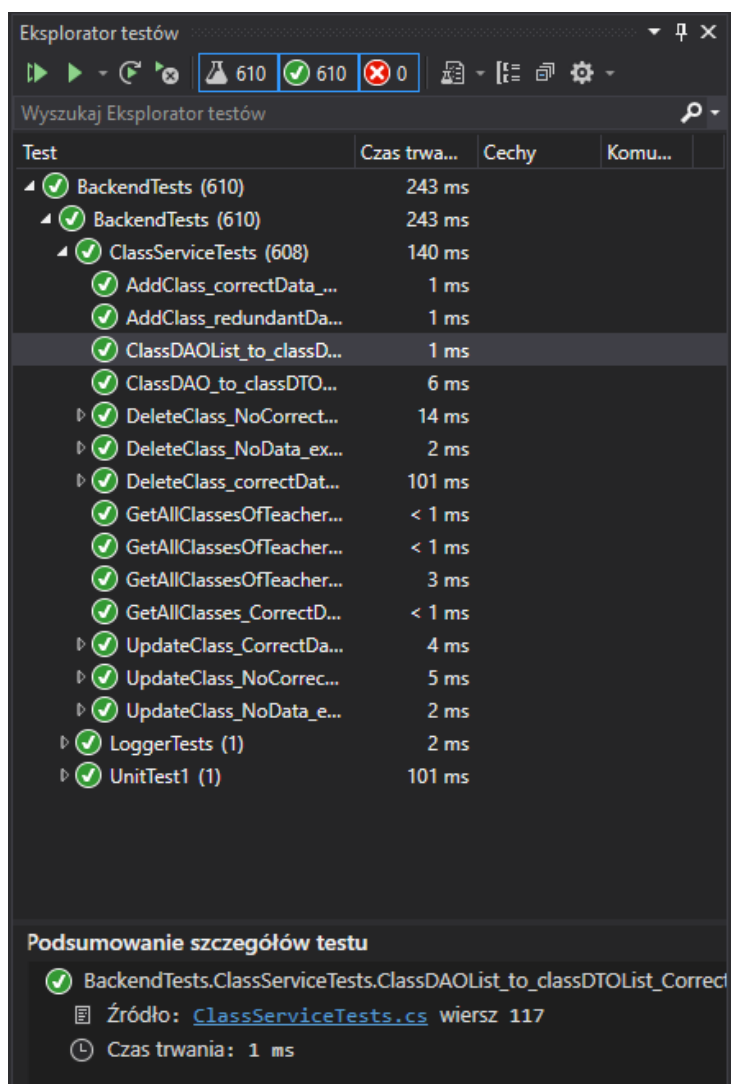 Eksplorator testów
610 610 0
Wyszukaj Eksplorator testów
Test Czas trwa... Cechy Komu...
BackendTests (610) 243 ms
BackendTests (610) 243 ms
ClassServiceTests (608) 140 ms
AddClass_correctData_... 1 ms
AddClass_redundantDa... 1 ms
ClassDAOList_to_classD... 1 ms
ClassDAO_to_classDTO... 6 ms
DeleteClass_NoCorrect... 14 ms
DeleteClass_NoData_ex... 2 ms
DeleteClass_correctDat... 101 ms
GetAllClassesOfTeacher... < 1 ms
GetAllClassesOfTeacher... < 1 ms
GetAllClassesOfTeacher... 3 ms
GetAllClasses_CorrectD... < 1 ms
UpdateClass_CorrectDa... 4 ms
UpdateClass_NoCorrec... 5 ms
UpdateClass_NoData_e... 2 ms
LoggerTests (1) 2 ms
UnitTest1 (1) 101 ms
Podsumowanie szczegółów testu
BackendTests.ClassServiceTests.ClassDAOList_to_classDTOList_Correct
Źródło: ClassServiceTests.cs wiersz 117
Czas trwania: 1 ms